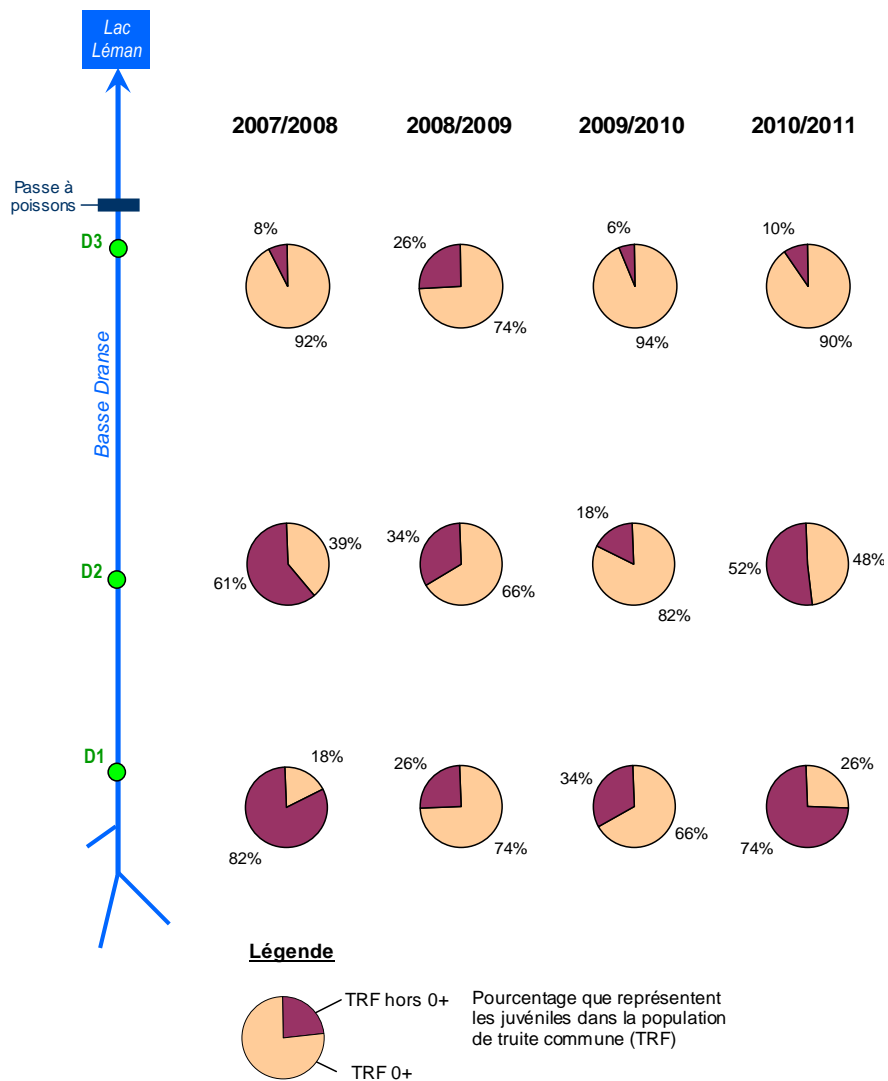 Lac
Léman
2007/2008
2008/2009
2009/2010
2010/2011
Passe à
poissons
D3
8%
92%
26%
74%
6%
94%
10%
90%
Basse Dranse
D2
39%
61%
34%
66%
18%
82%
52%
48%
D1
18%
82%
26%
74%
34%
66%
26%
74%
Légende
TRF hors 0+
TRF 0+
Pourcentage que représentent
les juvéniles dans la population
de truite commune (TRF)